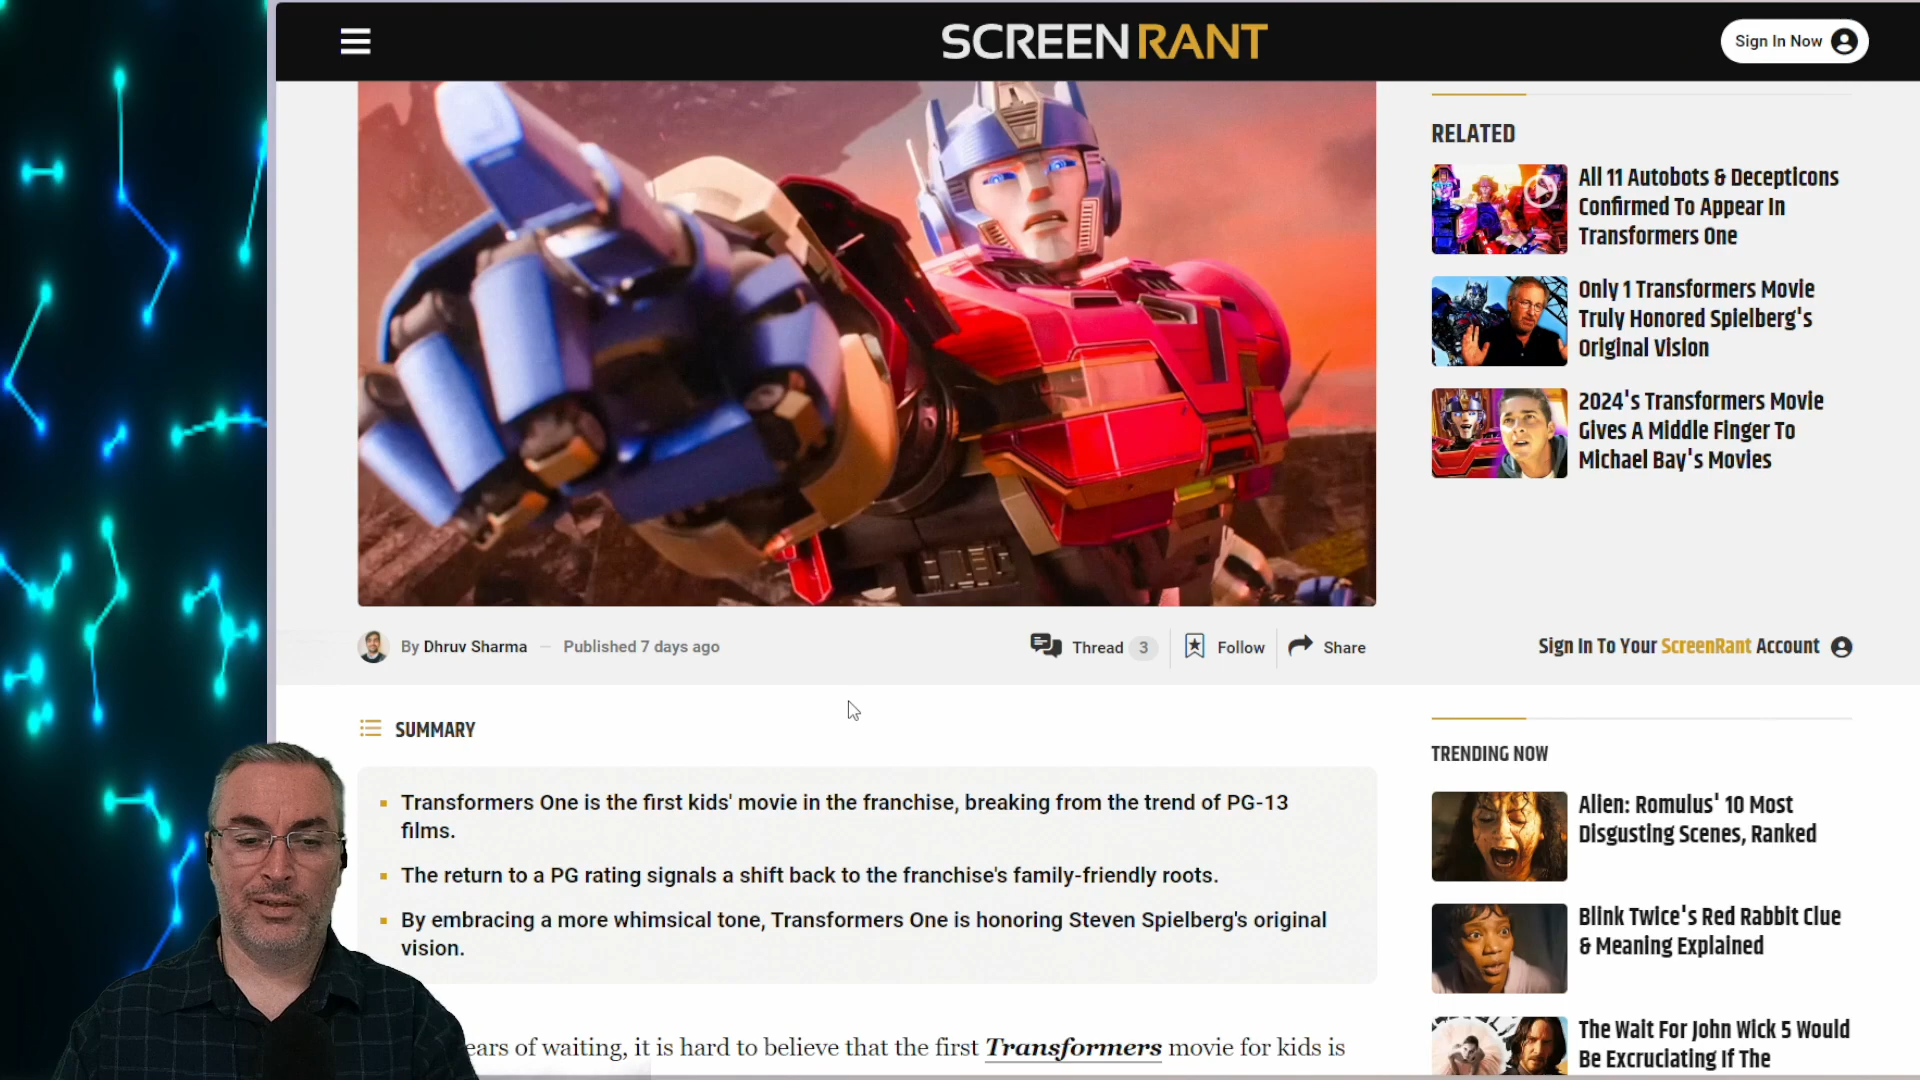 SCREENRANT
Sign In Now
RELATED
All 11 Autobots & Decepticons
Confirmed To Appear In
Transformers One
Only 1 Transformers Movie
Truly Honored Spielberg's
Original Vision
2024's Transformers Movie
Gives A Middle Finger To
Michael Bay's Movies
By Dhruv Sharma — Published 7 days ago
Thread 3
Follow
Share
Sign In To Your ScreenRant Account
SUMMARY
Transformers One is the first kids' movie in the franchise, breaking from the trend of PG-13
films.
The return to a PG rating signals a shift back to the franchise's family-friendly roots.
By embracing a more whimsical tone, Transformers One is honoring Steven Spielberg's original
vision.
ears of waiting, it is hard to believe that the first Transformers movie for kids is
TRENDING NOW
Alien: Romulus' 10 Most
Disgusting Scenes, Ranked
Blink Twice's Red Rabbit Clue
& Meaning Explained
The Wait For John Wick 5 Would
Be Excruciating If The